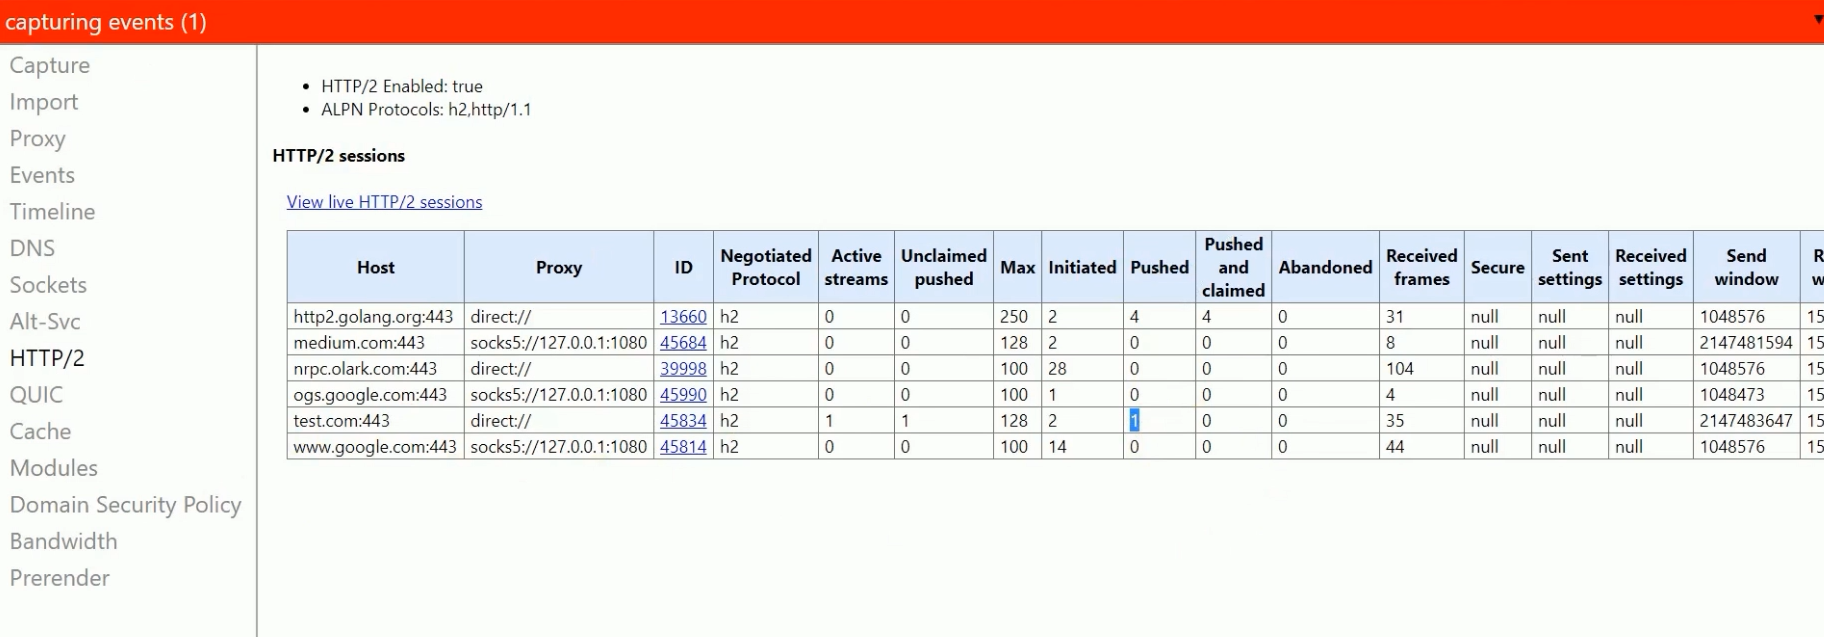 capturing events (1)
Capture
Import
Proxy
Events
Timeline
DNS
Sockets
Alt-Svc
HTTP/2
QUIC
Cache
Modules
Domain Security Policy
Bandwidth
Prerender
HTTP/2 Enabled: true
ALPN Protocols: h2,http/1.1
HTTP/2 sessions
View live HTTP/2 sessions
Host Proxy ID Negotiated Protocol Active streams Unclaimed pushed Max Initiated Pushed Pushed and claimed Abandoned Received frames Secure Sent settings Received settings Send window
http2.golang.org:443 direct:// 13660 h2 0 0 250 2 4 4 0 31 null null null 1048576 15
medium.com:443 socks5://127.0.0.1:1080 45684 h2 0 0 128 2 0 0 0 8 null null null 2147481594 15
nrpc.olark.com:443 direct:// 39998 h2 0 0 100 28 0 0 0 104 null null null 1048576 15
ogs.google.com:443 socks5://127.0.0.1:1080 45990 h2 0 0 100 1 0 0 0 4 null null null 1048473 15
test.com:443 direct:// 45834 h2 1 1 128 2 1 0 0 35 null null null 2147483647 15
www.google.com:443 socks5://127.0.0.1:1080 45814 h2 0 0 100 14 0 0 0 44 null null null 1048576 15